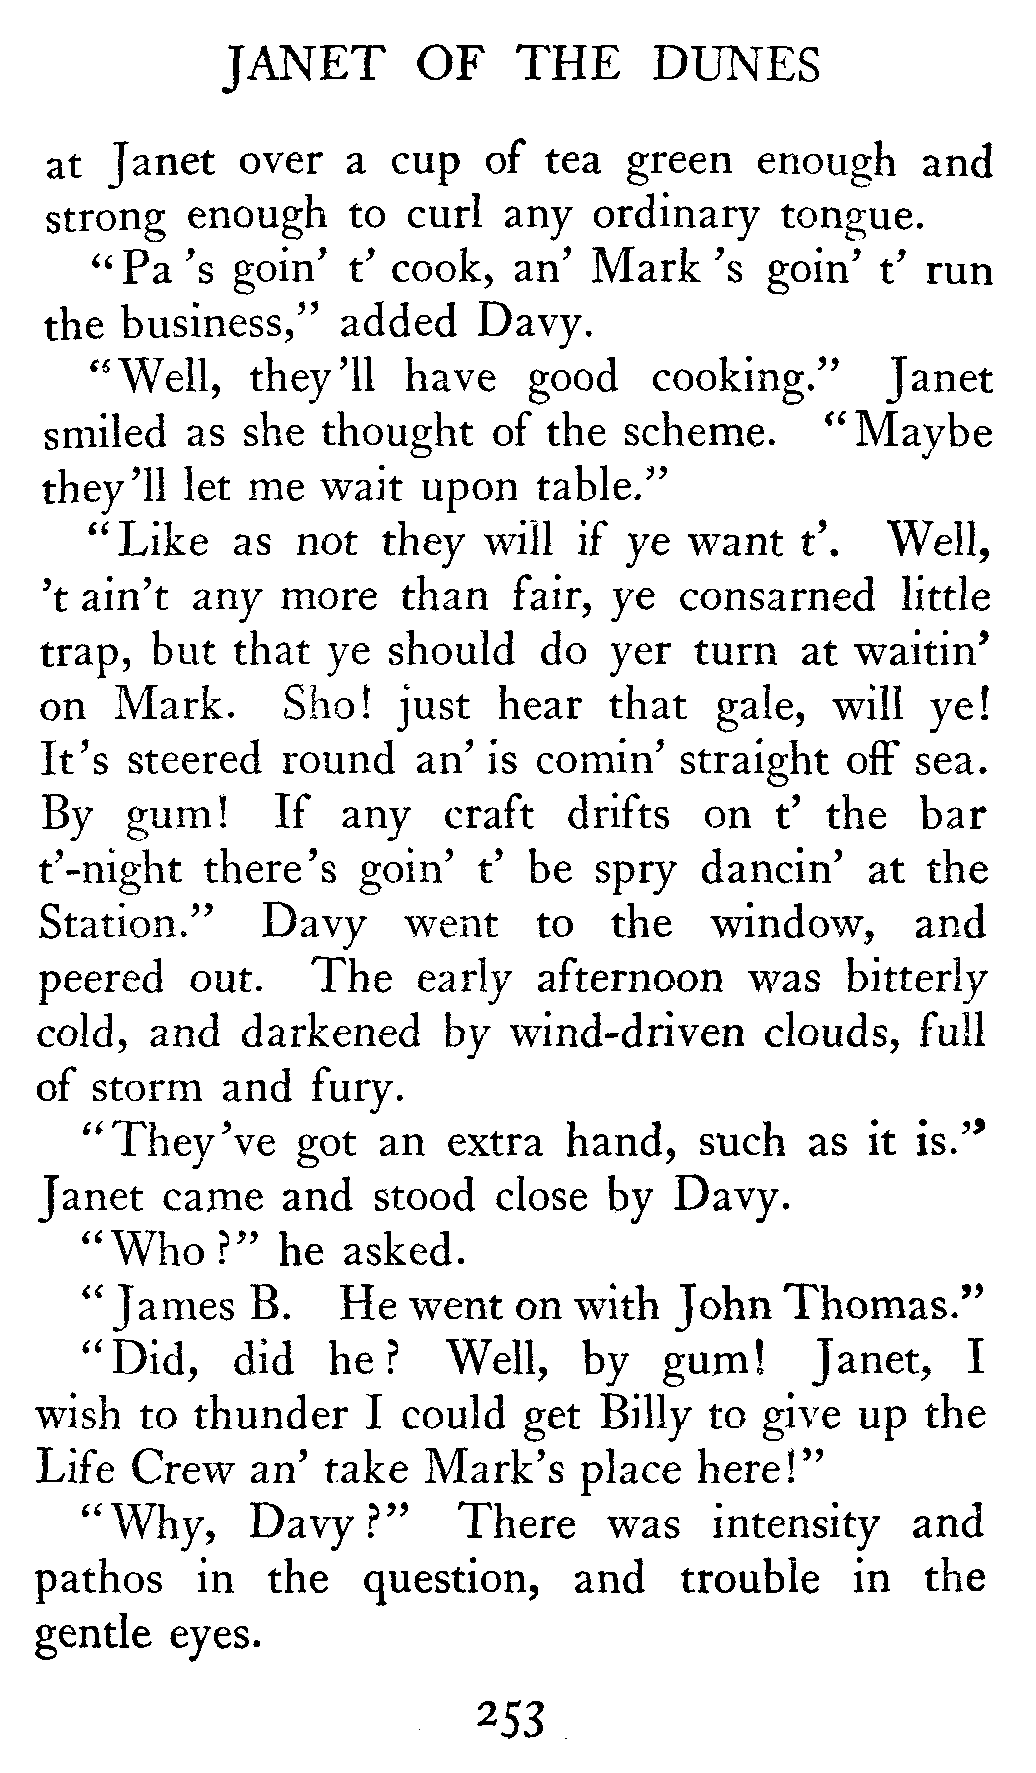 JANET OF THE DUNES
at Janet over a cup of tea green enough and
strong enough to curl any ordinary tongue.
"Pa 's goin' t' cook, an' Mark 's goin' t' run
the business," added Davy.
"Well, they 'll have good cooking." Janet
smiled as she thought of the scheme. "Maybe
they 'll let me wait upon table."
"Like as not they will if ye want t'. Well,
't ain't any more than fair, ye consarned little
trap, but that ye should do yer turn at waitin'
on Mark. Sho! just hear that gale, will ye!
It 's steered round an' is comin' straight off sea.
By gum! If any craft drifts on t' the bar
t'-night there 's goin' t' be spry dancin' at the
Station." Davy went to the window, and
peered out. The early afternoon was bitterly
cold, and darkened by wind-driven clouds, full
of storm and fury.
"They 've got an extra hand, such as it is."
Janet came and stood close by Davy.
"Who?" he asked.
"James B. He went on with John Thomas."
"Did, did he? Well, by gum! Janet, I
wish to thunder I could get Billy to give up the
Life Crew an' take Mark's place here!"
"Why, Davy?" There was intensity and
pathos in the question, and trouble in the
gentle eyes.
253